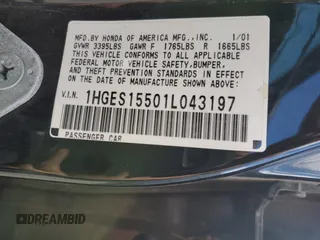 MFD.BY HONDA OF AMERICA MFG.,INC. 1/01
GVWR 3395LBS GAWR F 1765LBS R 1665LBS
THIS VEHICLE CONFORMS TO ALL APPLICABLE
FEDERAL MOTOR VEHICLE SAFETY,BUMPER,
AND THEFT PREVENTION STANDARDS IN EFFECT
ON THE DATE OF MANUFACTURE SHOWN ABOVE.
V.I.N. 1HGES15501L043197
PASSENGER CAR
DREAMBID